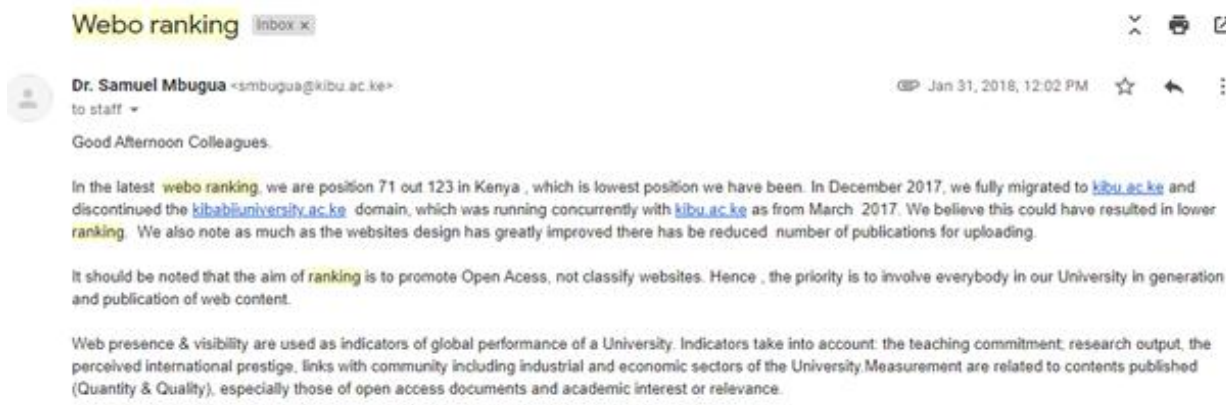 Webo ranking Inbox x
Dr. Samuel Mbugua <smbugua@kibu.ac.ke> Jan 31, 2018, 12:02 PM
to staff
Good Afternoon Colleagues.
In the latest webo ranking, we are position 71 out 123 in Kenya , which is lowest position we have been. In December 2017, we fully migrated to kibu.ac.ke and
discontinued the kibabiiuniversity.ac.ke domain, which was running concurrently with kibu.ac.ke as from March 2017. We believe this could have resulted in lower
ranking. We also note as much as the websites design has greatly improved there has be reduced number of publications for uploading.
It should be noted that the aim of ranking is to promote Open Acess, not classify websites. Hence , the priority is to involve everybody in our University in generation
and publication of web content.
Web presence & visibility are used as indicators of global performance of a University. Indicators take into account: the teaching commitment, research output, the
perceived international prestige, links with community including industrial and economic sectors of the University.Measurement are related to contents published
(Quantity & Quality), especially those of open access documents and academic interest or relevance.